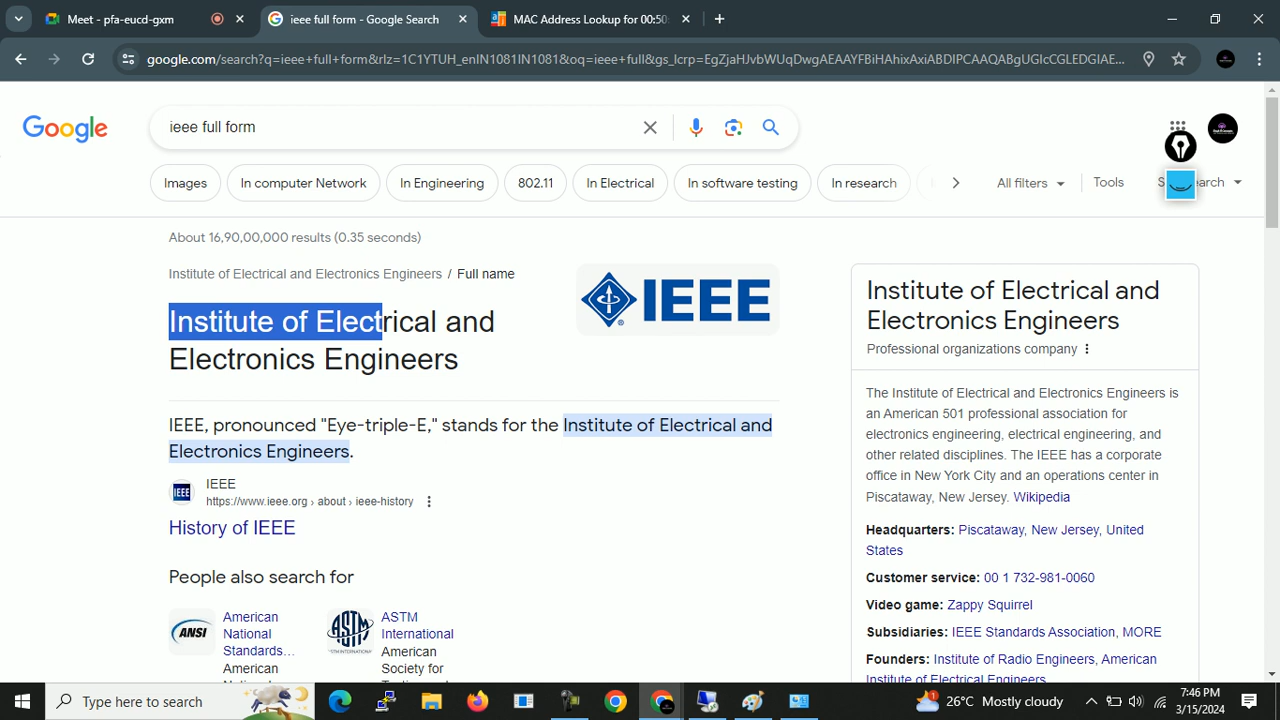 Meet - pfa-eucd-gxm
ieee full form - Google Search
MAC Address Lookup for 00:50:
google.com/search?q=ieee+full+form&rlz=1C1YTUH_enIN1081IN1081&oq=ieee+full&gs_lcrp=EgZjaHJvbWUqDwgAEAAYFBiHAhixAxiABDIPCAAQABgUGIcCGLEDGIAE...
Google
ieee full form
Images
In computer Network
In Engineering
802.11
In Electrical
In software testing
In research
All filters
Tools
About 16,90,00,000 results (0.35 seconds)
Institute of Electrical and Electronics Engineers / Full name
Institute of Electrical and
Electronics Engineers
IEEE
IEEE, pronounced "Eye-triple-E," stands for the Institute of Electrical and
Electronics Engineers.
IEEE
IEEE
https://www.ieee.org › about › ieee-history
History of IEEE
People also search for
ANSI
American
National
Standards...
American
ASTM
ASTM
International
American
Society for
Institute of Electrical and
Electronics Engineers
Professional organizations company
The Institute of Electrical and Electronics Engineers is
an American 501 professional association for
electronics engineering, electrical engineering, and
other related disciplines. The IEEE has a corporate
office in New York City and an operations center in
Piscataway, New Jersey. Wikipedia
Headquarters: Piscataway, New Jersey, United
States
Customer service: 00 1 732-981-0060
Video game: Zappy Squirrel
Subsidiaries: IEEE Standards Association, MORE
Founders: Institute of Radio Engineers, American
Institute of Electrical Engineers
Type here to search
26°C Mostly cloudy
7:46 PM
3/15/2024